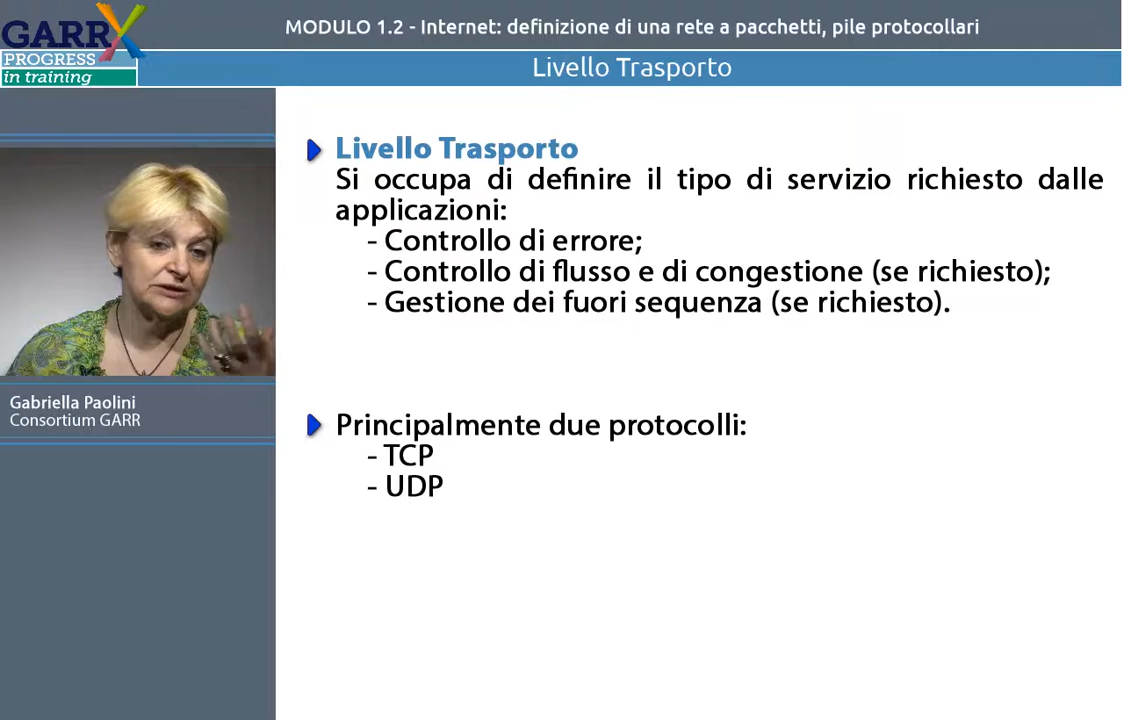 GARR X
PROGRESS
in training
MODULO 1.2 - Internet: definizione di una rete a pacchetti, pile protocollari
Livello Trasporto
Livello Trasporto
Si occupa di definire il tipo di servizio richiesto dalle
applicazioni:
- Controllo di errore;
- Controllo di flusso e di congestione (se richiesto);
- Gestione dei fuori sequenza (se richiesto).
Gabriella Paolini
Consortium GARR
Principalmente due protocolli:
- TCP
- UDP